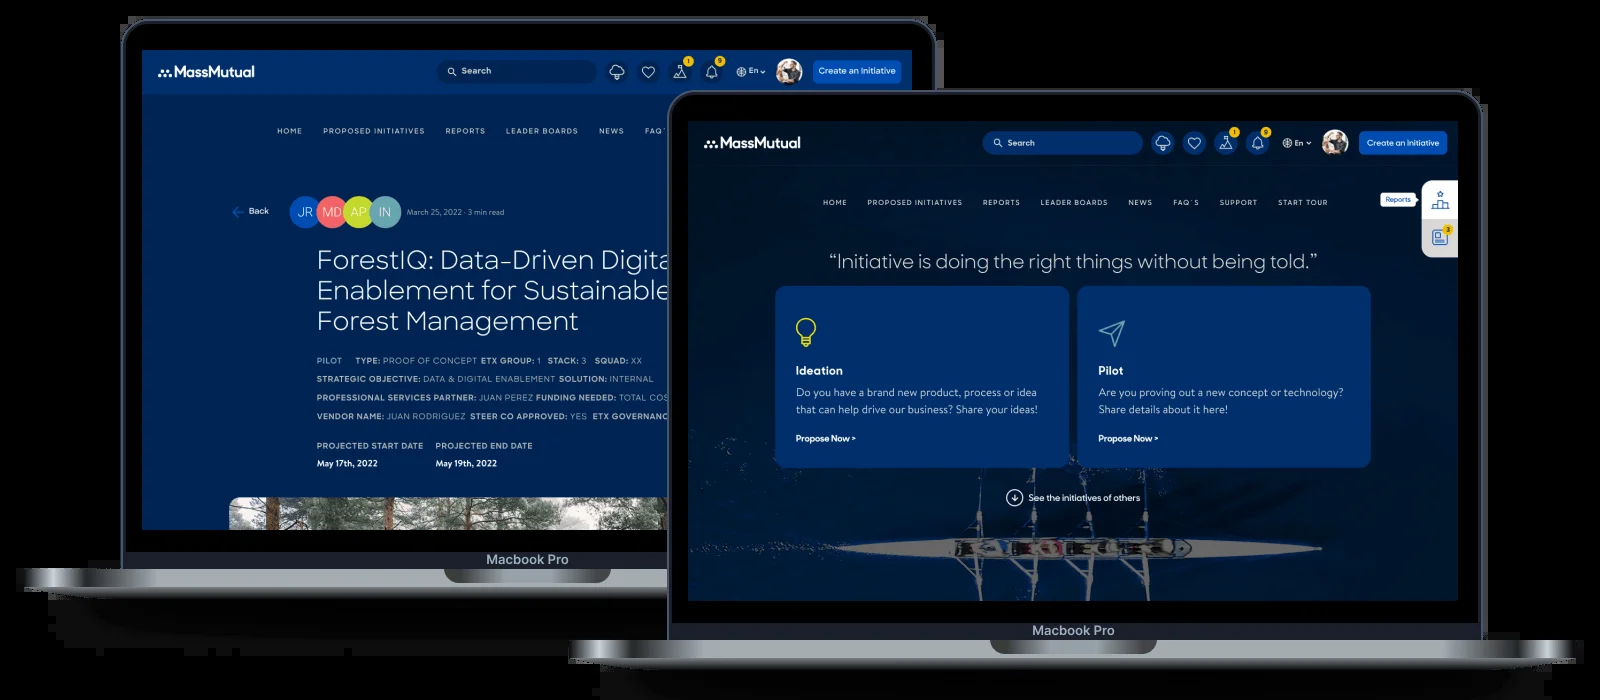 MassMutual
Search
1
9
En
Create an Initiative
HOME PROPOSED INITIATIVES REPORTS LEADER BOARDS NEWS FAQ'
Back
JR MD AP IN
March 25, 2022 · 3 min read
ForestIQ: Data-Driven Digita
Enablement for Sustainable
Forest Management
PILOT TYPE: PROOF OF CONCEPT ETX GROUP: 1 STACK: 3 SQUAD: XX
STRATEGIC OBJECTIVE: DATA & DIGITAL ENABLEMENT SOLUTION: INTERNAL
PROFESSIONAL SERVICES PARTNER: JUAN PEREZ FUNDING NEEDED: TOTAL COS
VENDOR NAME: JUAN RODRIGUEZ STEER CO APPROVED: YES ETX GOVERNANC
PROJECTED START DATE PROJECTED END DATE
May 17th, 2022 May 19th, 2022
Macbook Pro
MassMutual
Search
1
9
En
Create an Initiative
HOME PROPOSED INITIATIVES REPORTS LEADER BOARDS NEWS FAQ´S SUPPORT START TOUR
Reports
3
“Initiative is doing the right things without being told.”
Ideation
Do you have a brand new product, process or idea
that can help drive our business? Share your ideas!
Propose Now >
Pilot
Are you proving out a new concept or technology?
Share details about it here!
Propose Now >
See the initiatives of others
Macbook Pro